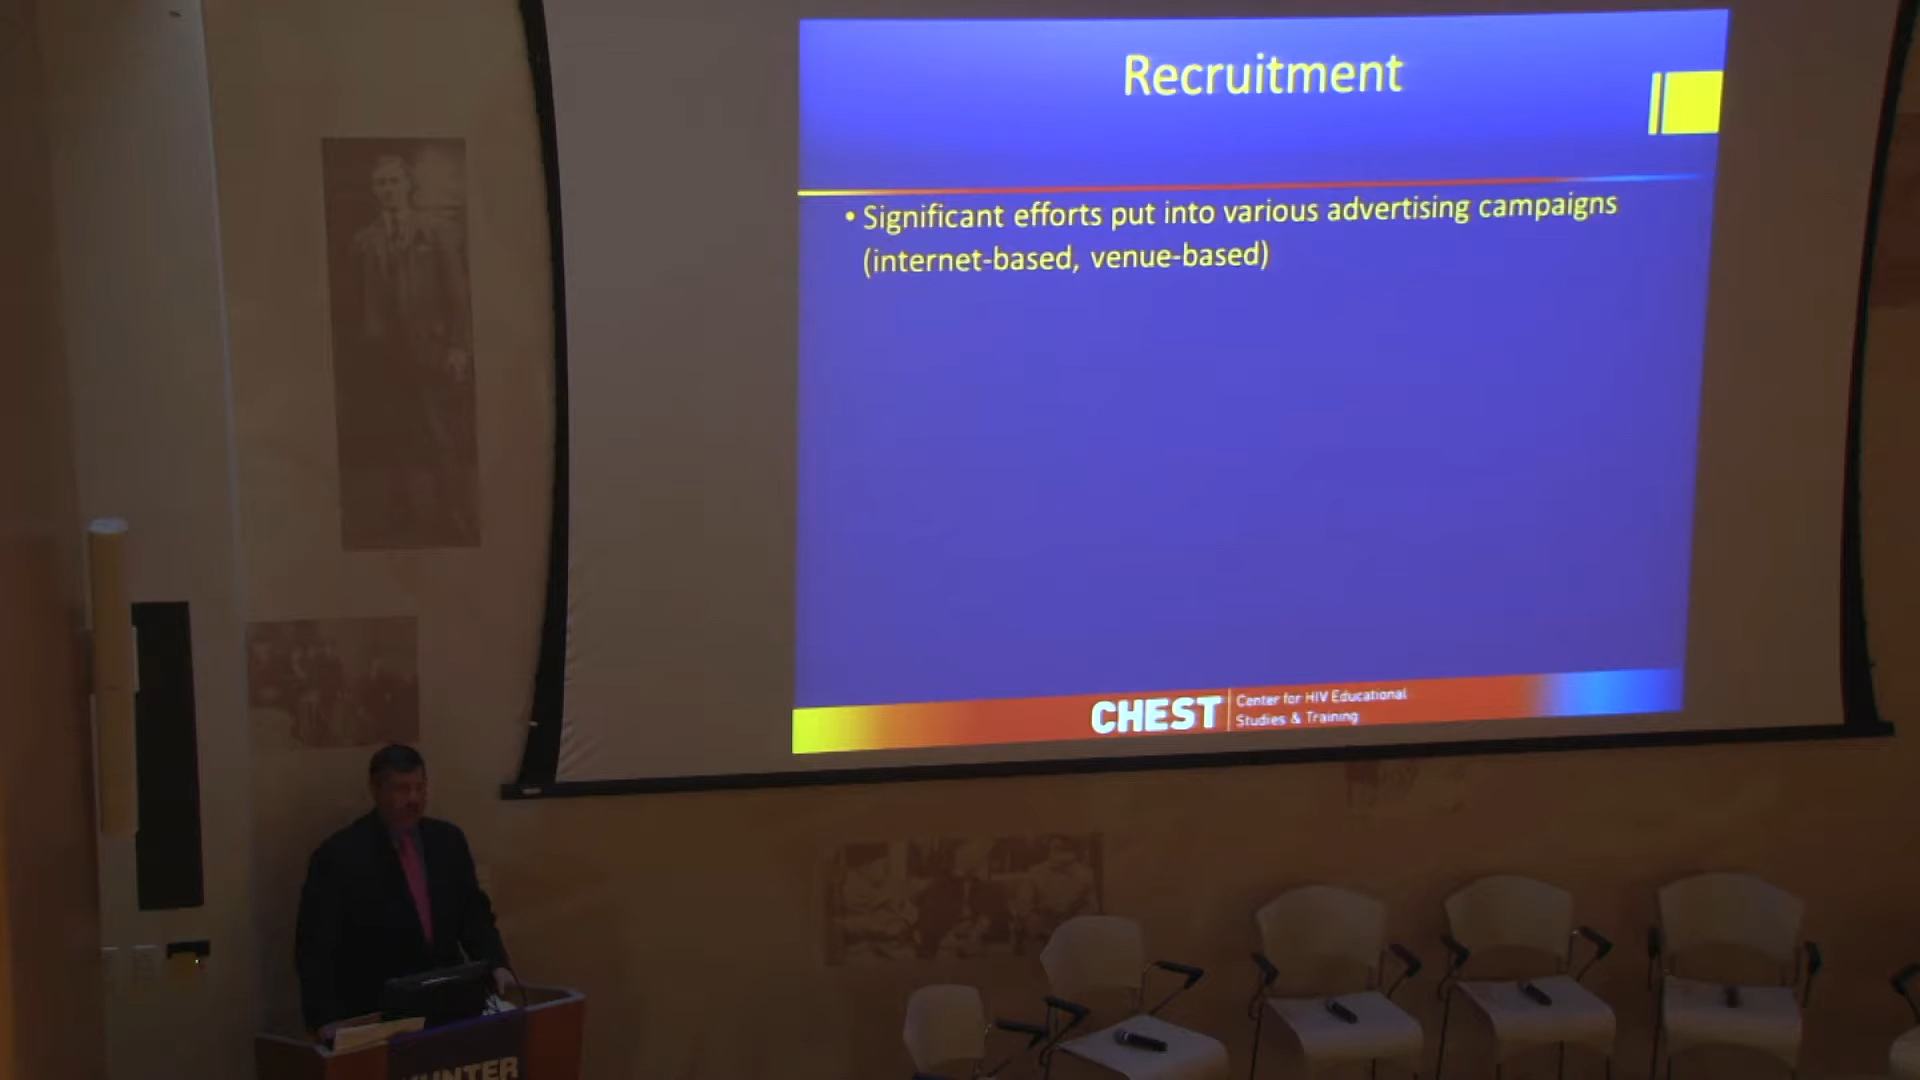 Recruitment
• Significant efforts put into various advertising campaigns
(internet-based, venue-based)
CHEST
Center for HIV Educational
Studies & Training
HUNTER